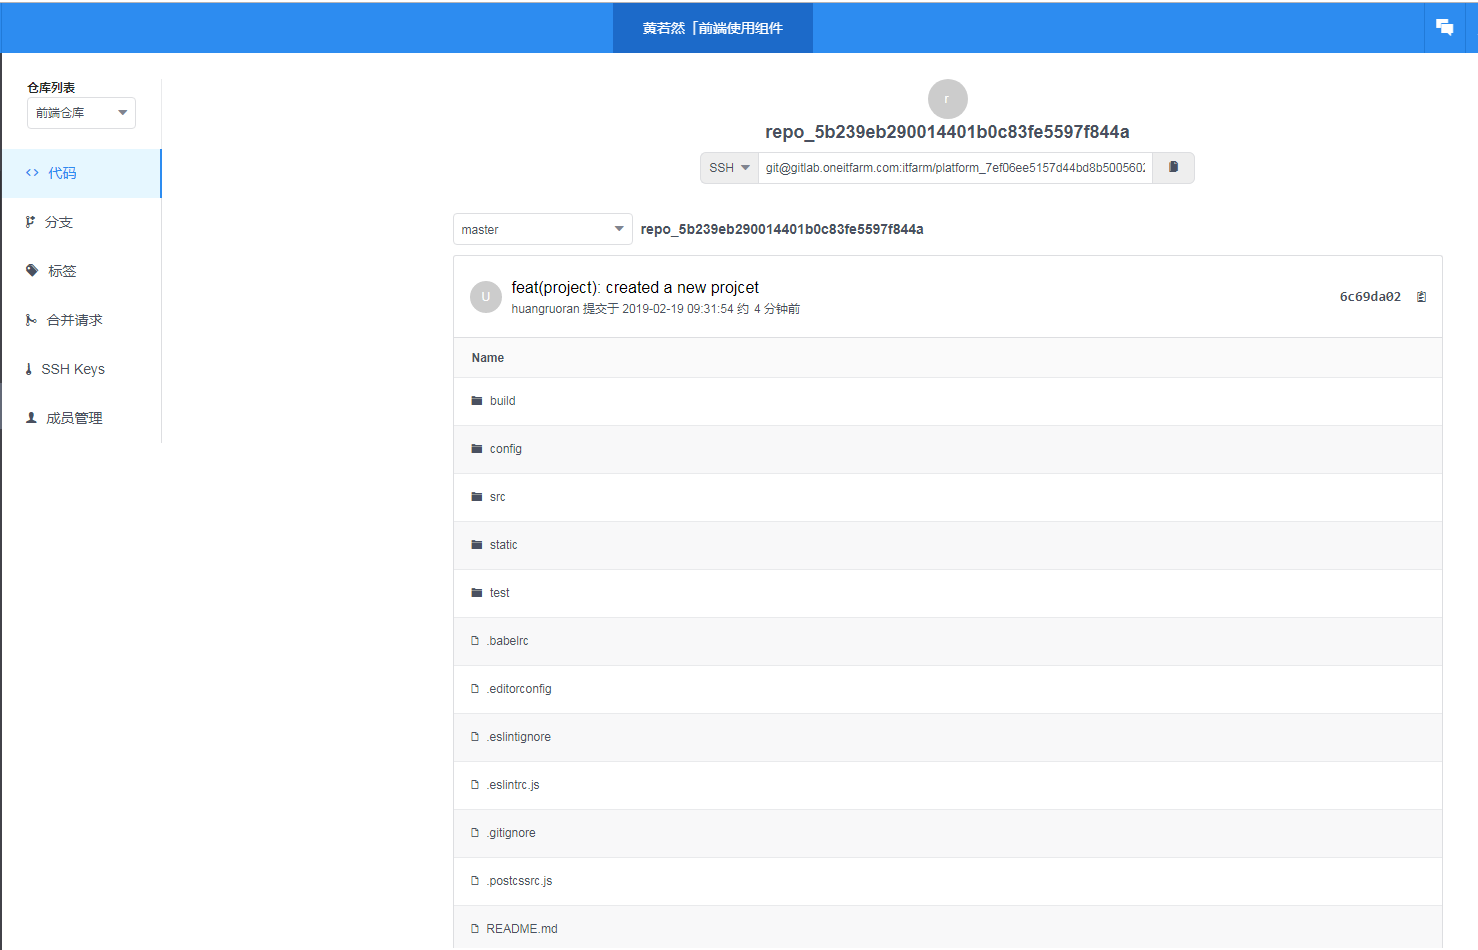 黄若然「前端使用组件
仓库列表
前端仓库
代码
分支
标签
合并请求
SSH Keys
成员管理
r
repo_5b239eb290014401b0c83fe5597f844a
SSH git@gitlab.oneitfarm.com:itfarm/platform_7ef06ee5157d44bd8b5005602
master repo_5b239eb290014401b0c83fe5597f844a
U
feat(project): created a new projcet
huangruoran 提交于 2019-02-19 09:31:54 约 4 分钟前
6c69da02
Name
build
config
src
static
test
.babelrc
.editorconfig
.eslintignore
.eslintrc.js
.gitignore
.postcssrc.js
README.md